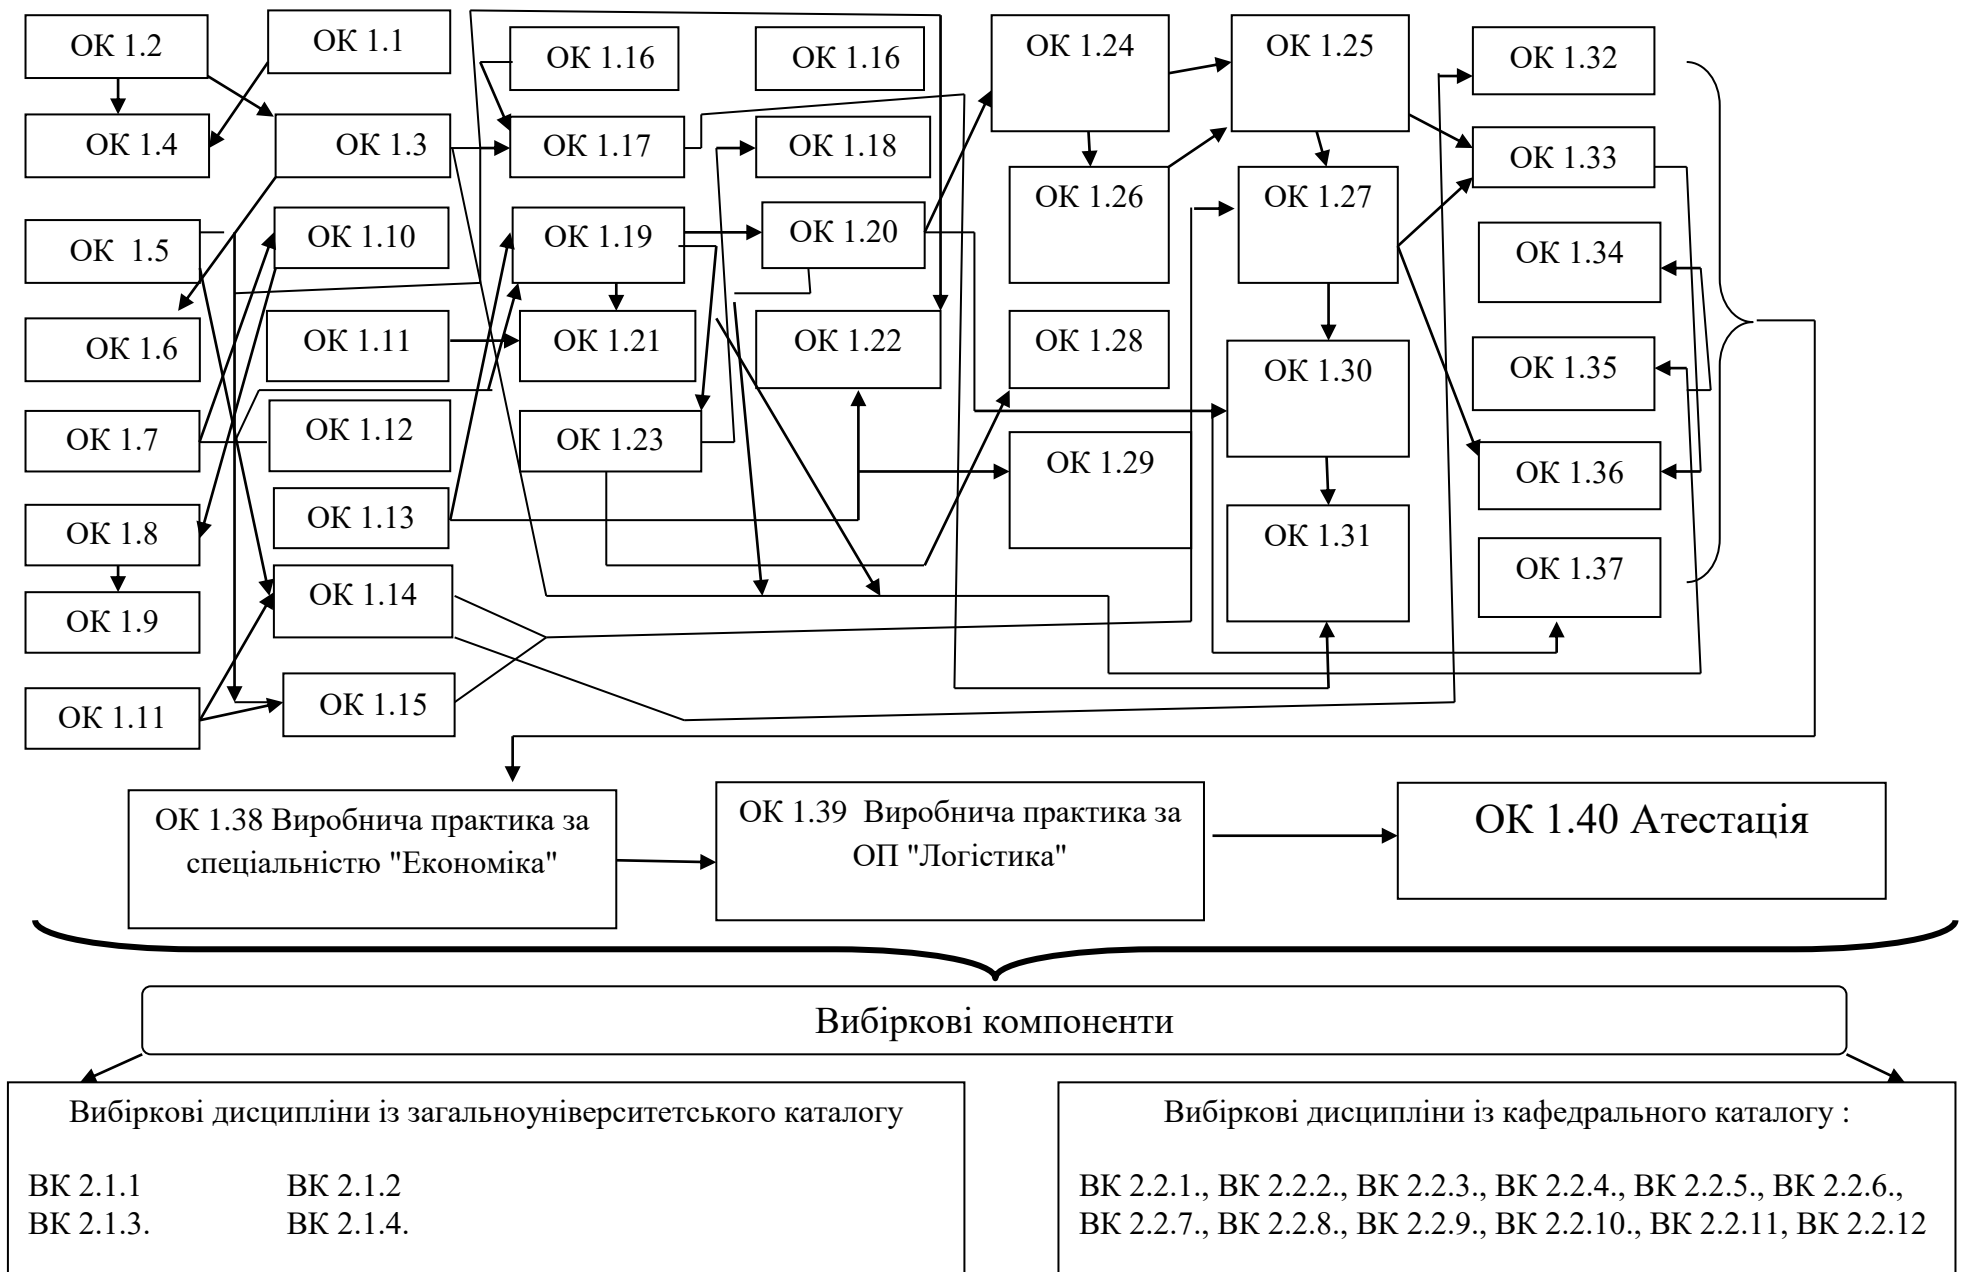 ОК 1.2
ОК 1.1
ОК 1.16
ОК 1.16
ОК 1.24
ОК 1.25
ОК 1.32
ОК 1.4
ОК 1.3
ОК 1.17
ОК 1.18
ОК 1.33
ОК 1.26
ОК 1.27
ОК 1.5
ОК 1.10
ОК 1.19
ОК 1.20
ОК 1.34
ОК 1.6
ОК 1.11
ОК 1.21
ОК 1.22
ОК 1.28
ОК 1.30
ОК 1.35
ОК 1.7
ОК 1.12
ОК 1.23
ОК 1.29
ОК 1.36
ОК 1.8
ОК 1.13
ОК 1.31
ОК 1.37
ОК 1.9
ОК 1.14
ОК 1.11
ОК 1.15
ОК 1.38 Виробнича практика за
спеціальністю "Економіка"
ОК 1.39 Виробнича практика за
ОП "Логістика"
ОК 1.40 Атестація
Вибіркові компоненти
Вибіркові дисципліни із загальноуніверситетського каталогу
ВК 2.1.1 ВК 2.1.2
ВК 2.1.3. ВК 2.1.4.
Вибіркові дисципліни із кафедрального каталогу :
ВК 2.2.1., ВК 2.2.2., ВК 2.2.3., ВК 2.2.4., ВК 2.2.5., ВК 2.2.6.,
ВК 2.2.7., ВК 2.2.8., ВК 2.2.9., ВК 2.2.10., ВК 2.2.11, ВК 2.2.12